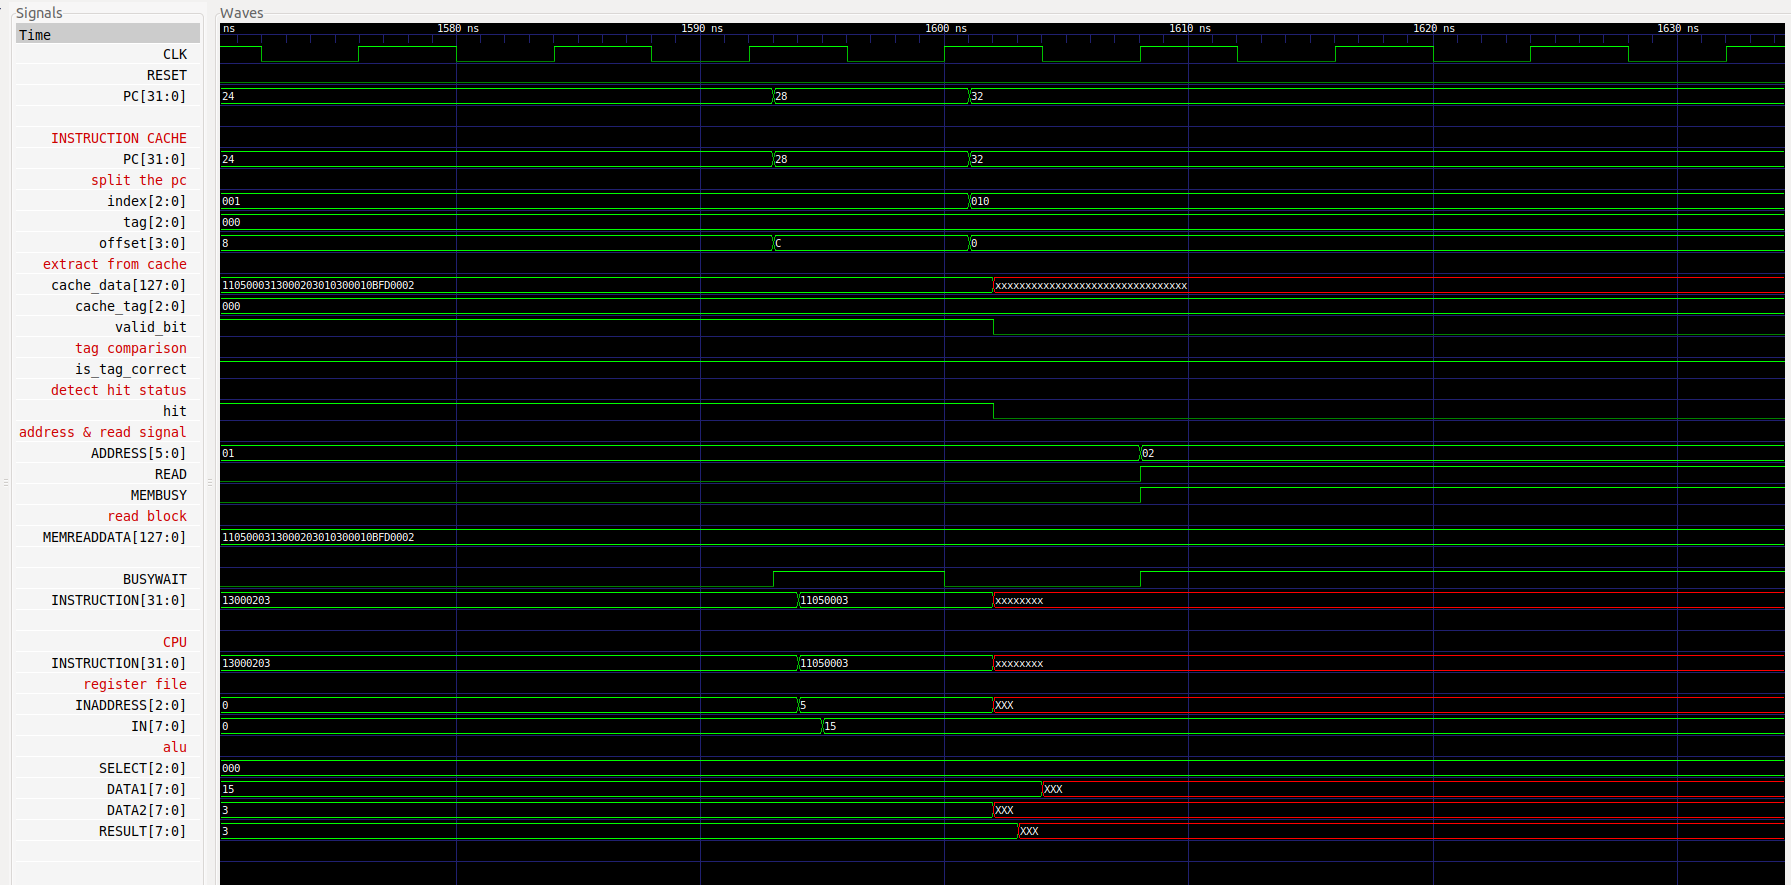 Signals Waves
Time ns 1580 ns 1590 ns 1600 ns 1610 ns 1620 ns 1630 ns
CLK
RESET
PC[31:0] 24 28 32
INSTRUCTION CACHE
PC[31:0] 24 28 32
split the pc
index[2:0] 001 010
tag[2:0] 000
offset[3:0] 8 C 0
extract from cache
cache_data[127:0] 110500031300020301030001​0BFD0002 xxxxxxxxxxxxxxxxxxxxxxxxxxxxxxxx
cache_tag[2:0] 000
valid_bit
tag comparison
is_tag_correct
detect hit status
hit
address & read signal
ADDRESS[5:0] 01 02
READ
MEMBUSY
read block
MEMREADDATA[127:0] 110500031300020301030001​0BFD0002
BUSYWAIT
INSTRUCTION[31:0] 13000203 11050003 xxxxxxxx
CPU
INSTRUCTION[31:0] 13000203 11050003 xxxxxxxx
register file
INADDRESS[2:0] 0 5 XXX
IN[7:0] 0 15
alu
SELECT[2:0] 000
DATA1[7:0] 15 XXX
DATA2[7:0] 3 XXX
RESULT[7:0] 3 XXX